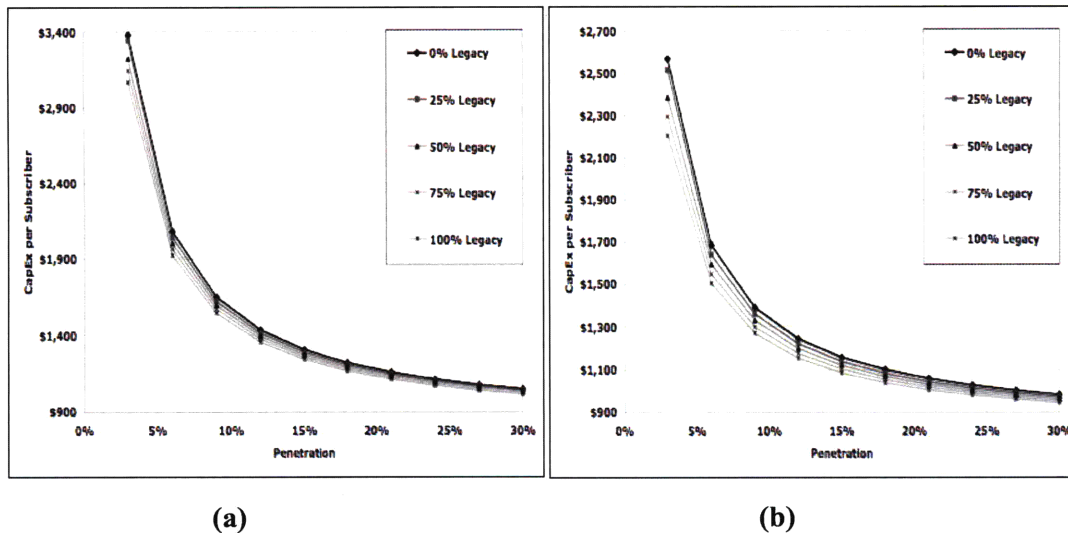 $3,400
$2,900
$2,400
$1,900
$1,400
$900
CapEx per Subscriber
0% Legacy
25% Legacy
50% Legacy
75% Legacy
100% Legacy
0% 5% 10% 15% 20% 25% 30%
Penetration
(a)
$2,700
$2,500
$2,300
$2,100
$1,900
$1,700
$1,500
$1,300
$1,100
$900
CapEx per Subscriber
0% Legacy
25% Legacy
50% Legacy
75% Legacy
100% Legacy
0% 5% 10% 15% 20% 25% 30%
Penetration
(b)